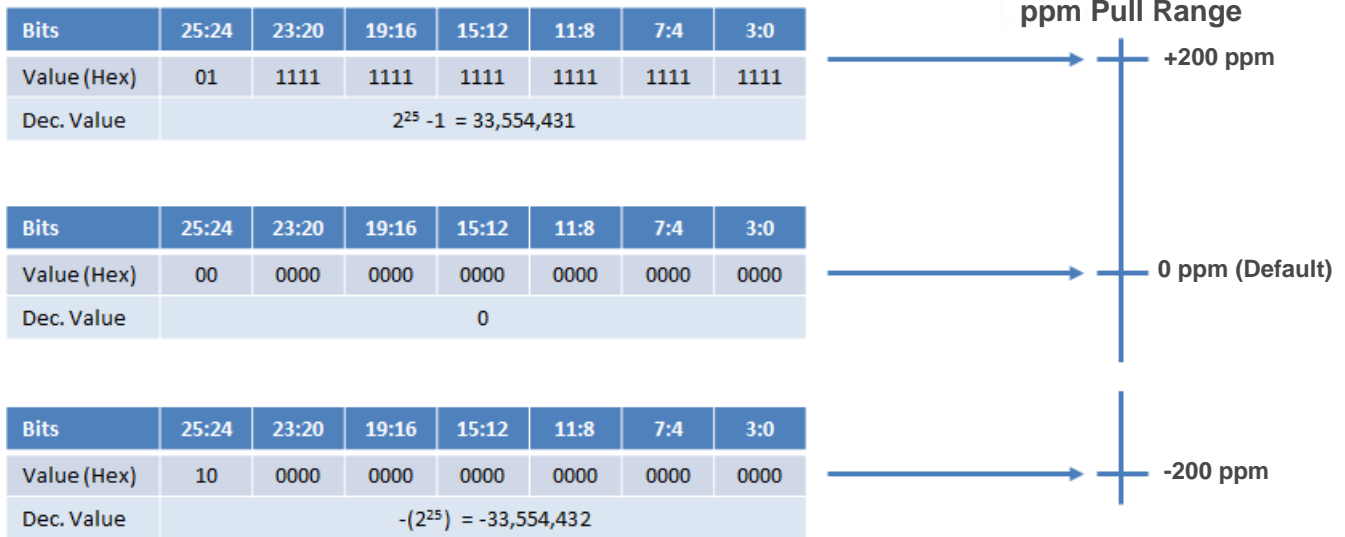 ppm Pull Range
Bits 25:24 23:20 19:16 15:12 11:8 7:4 3:0
Value (Hex) 01 1111 1111 1111 1111 1111 1111
Dec. Value 2²⁵ -1 = 33,554,431
+200 ppm
Bits 25:24 23:20 19:16 15:12 11:8 7:4 3:0
Value (Hex) 00 0000 0000 0000 0000 0000 0000
Dec. Value 0
0 ppm (Default)
Bits 25:24 23:20 19:16 15:12 11:8 7:4 3:0
Value (Hex) 10 0000 0000 0000 0000 0000 0000
Dec. Value -(2²⁵) = -33,554,432
-200 ppm